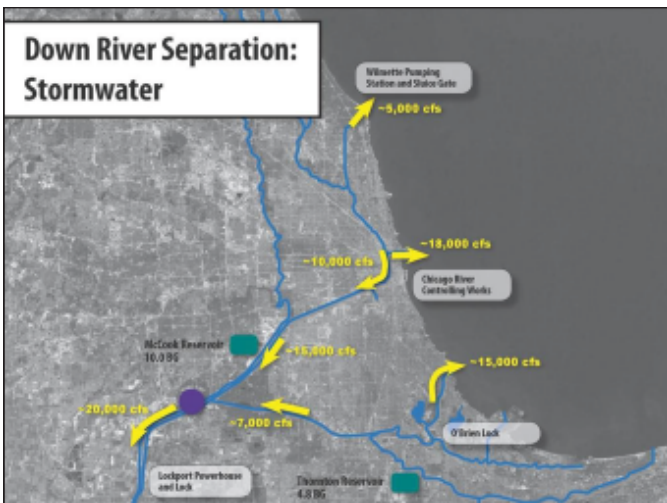 Down River Separation:
Stormwater
Wilmette Pumping
Station and Sluice Gate
~5,000 cfs
~18,000 cfs
~10,000 cfs
Chicago River
Controlling Works
McCook Reservoir
10.0 BG
~15,000 cfs
~15,000 cfs
~20,000 cfs
~7,000 cfs
O'Brien Lock
Lockport Powerhouse
and Lock
Thornton Reservoir
4.8 BG